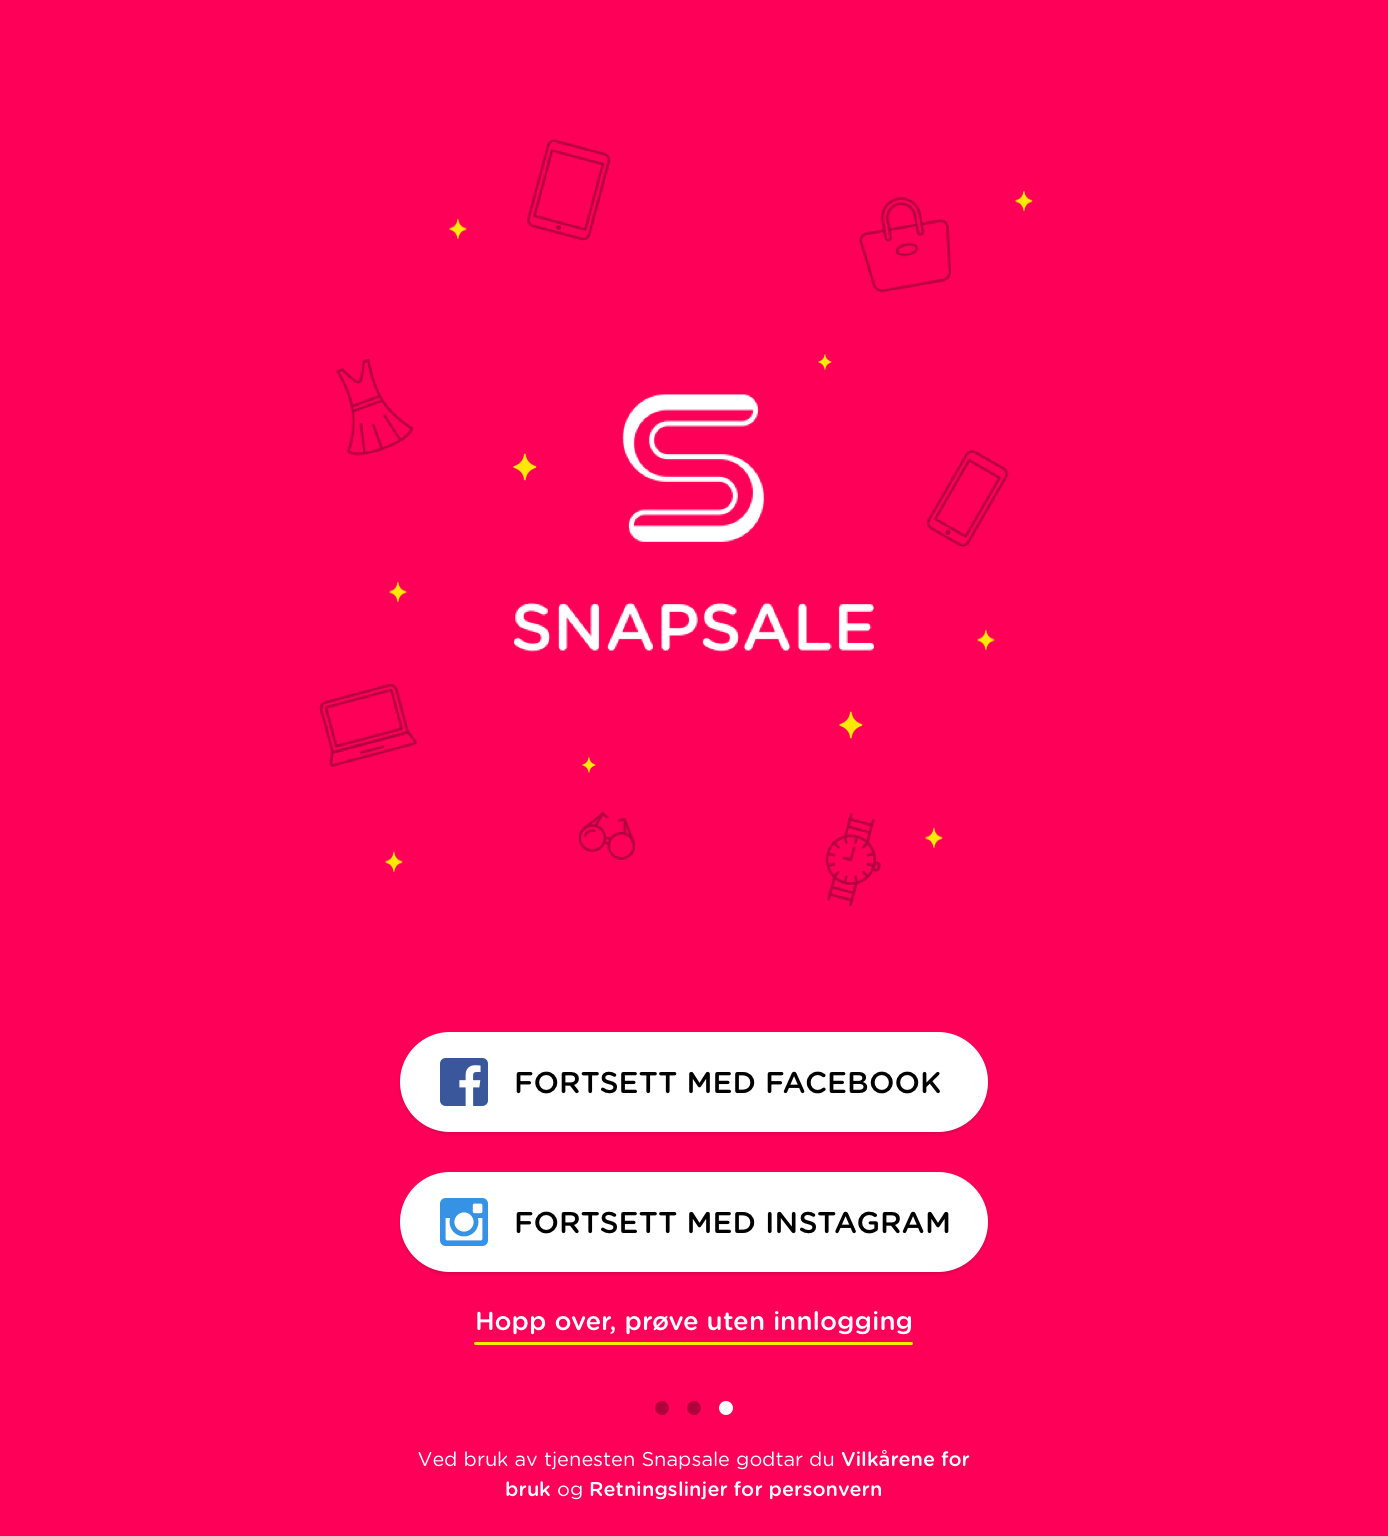 SNAPSALE
FORTSETT MED FACEBOOK
FORTSETT MED INSTAGRAM
Hopp over, prøve uten innlogging
Ved bruk av tjenesten Snapsale godtar du Vilkårene for
bruk og Retningslinjer for personvern